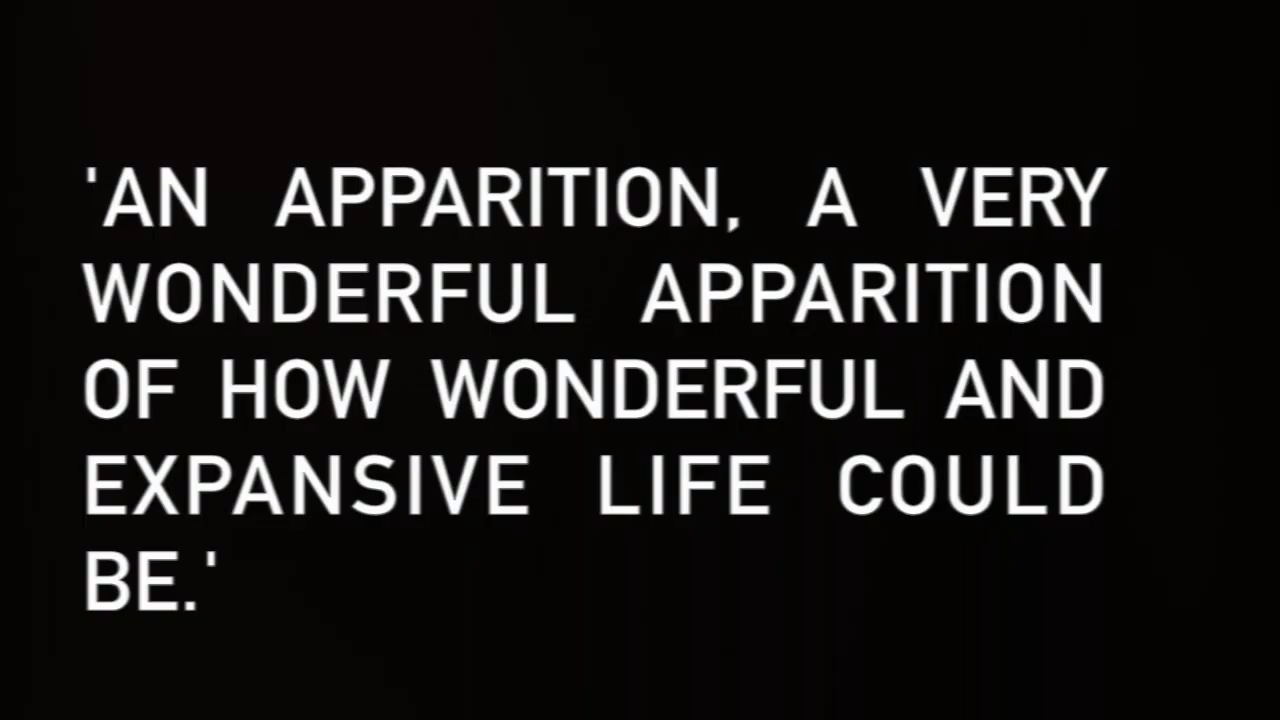 'AN APPARITION, A VERY
WONDERFUL APPARITION
OF HOW WONDERFUL AND
EXPANSIVE LIFE COULD
BE.'